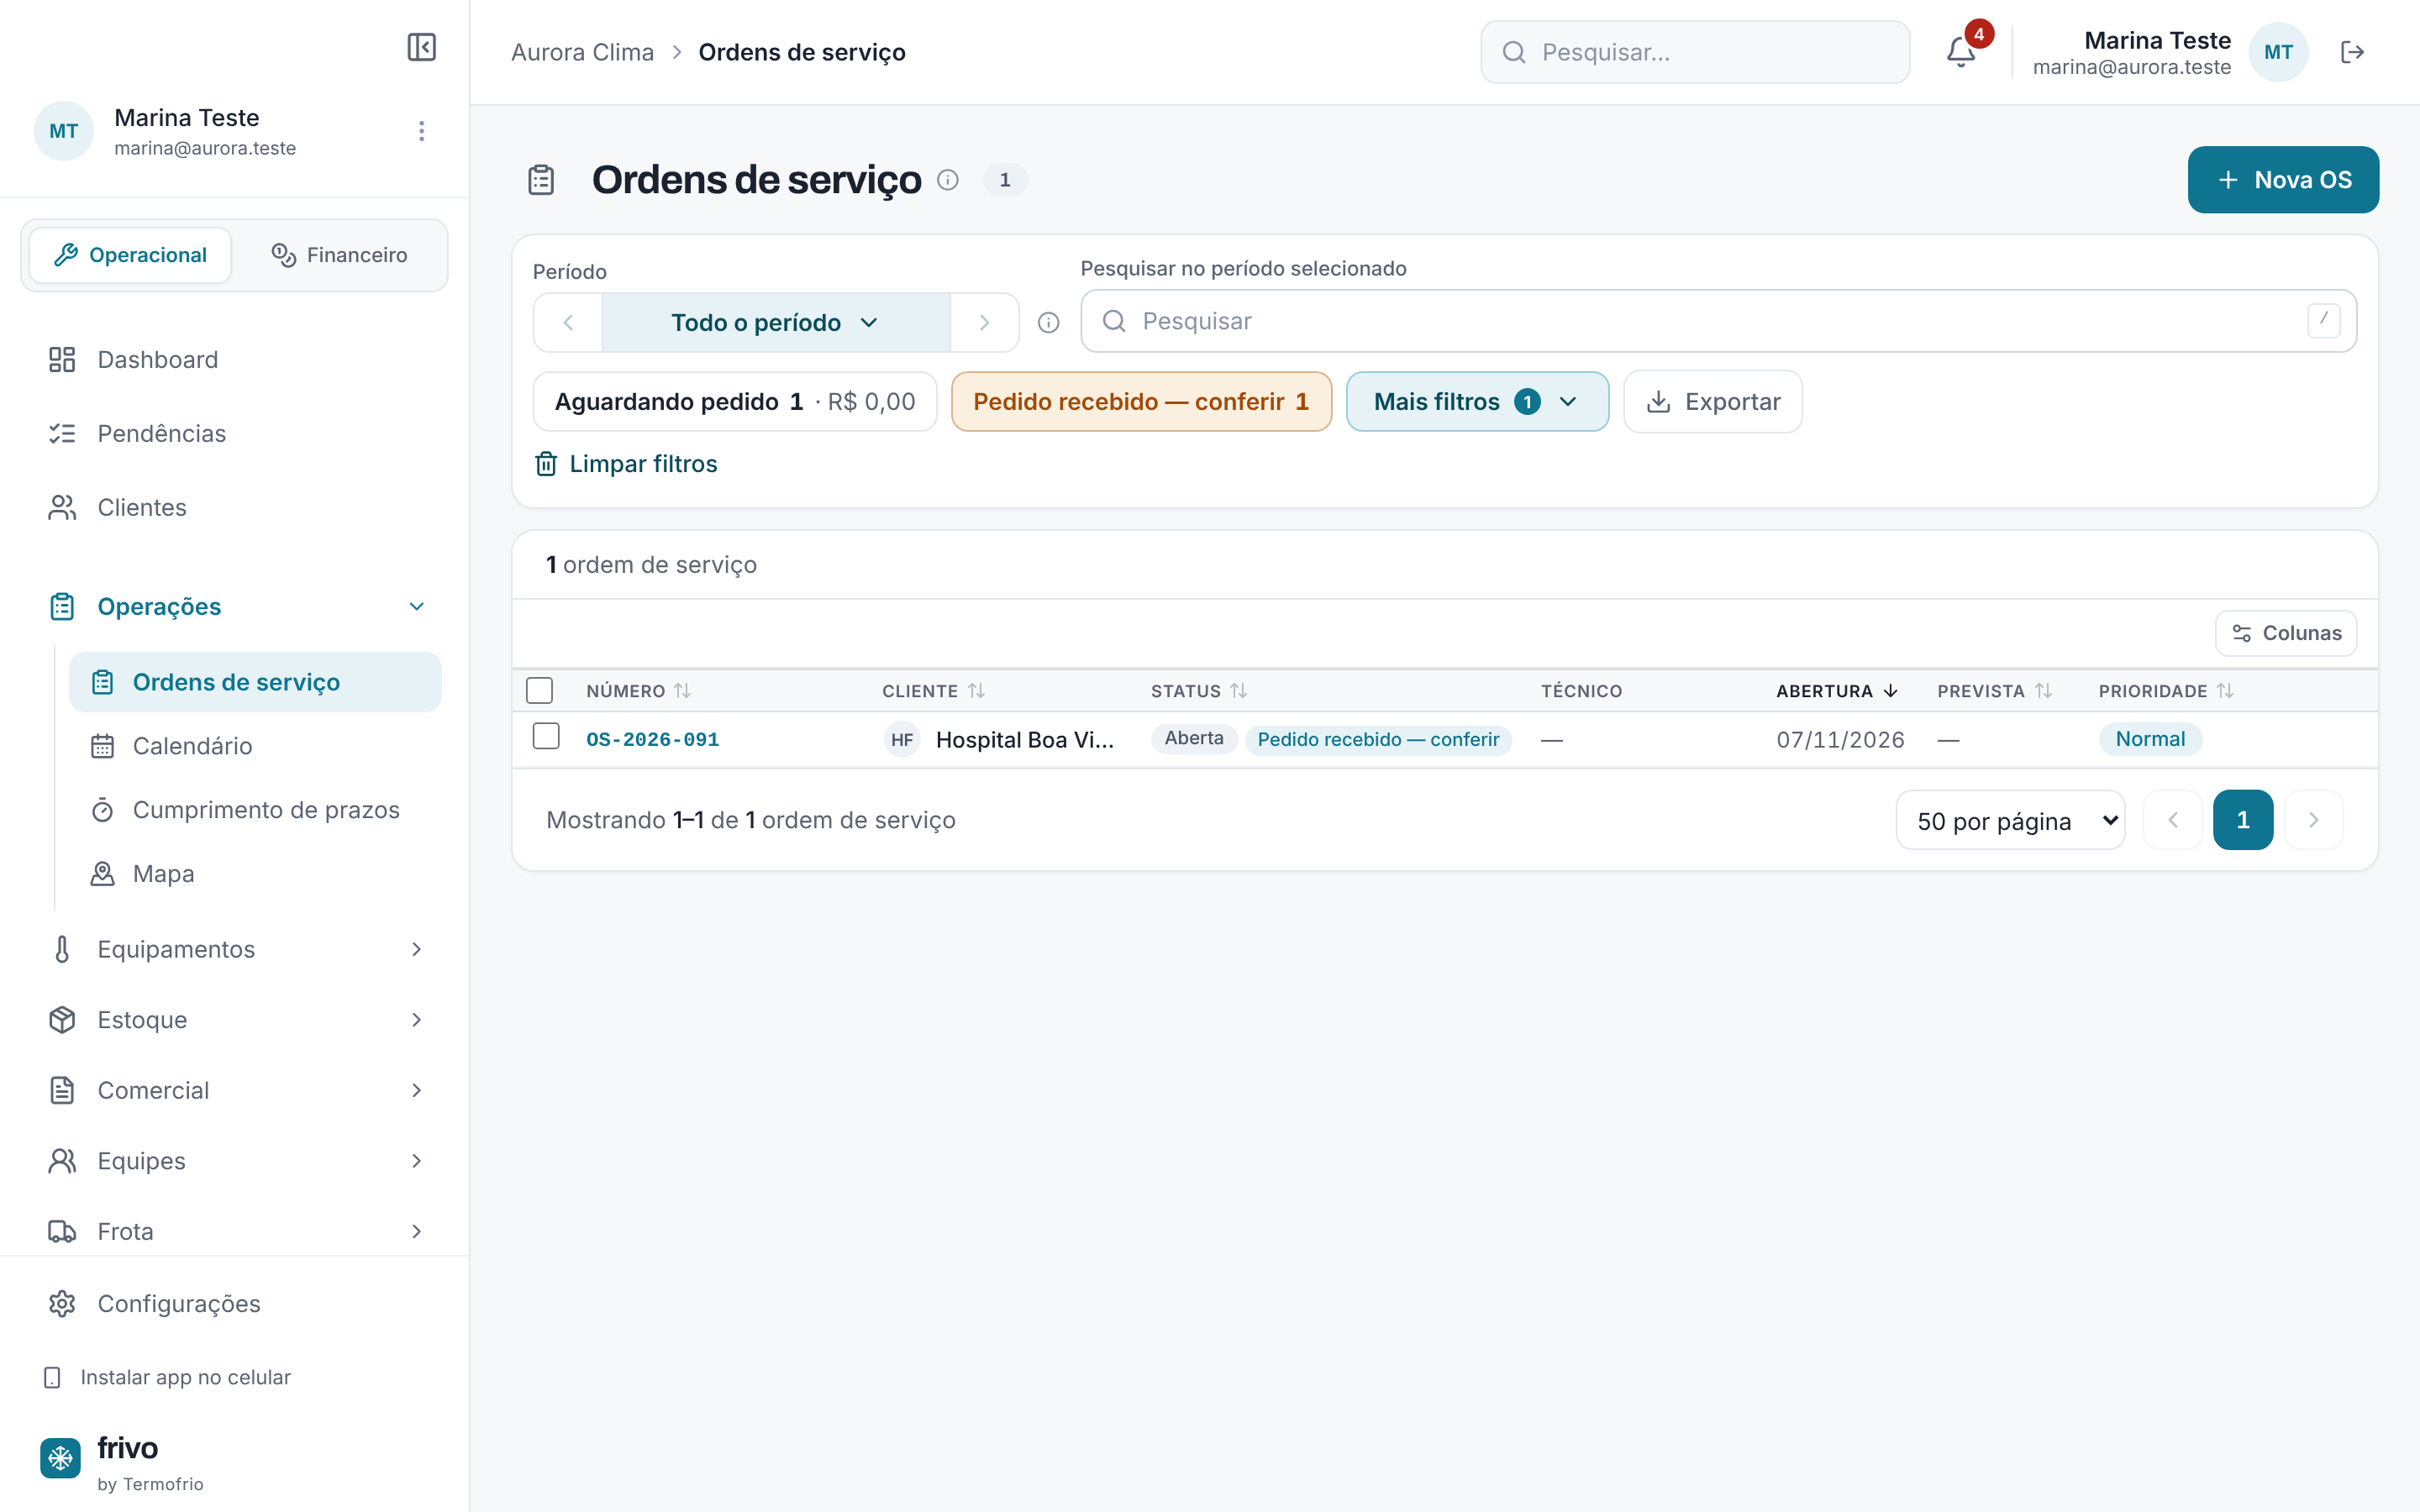 Aurora Clima > Ordens de serviço
Pesquisar...
4
Marina Teste
marina@aurora.teste
MT
MT
Marina Teste
marina@aurora.teste
Operacional
Financeiro
Dashboard
Pendências
Clientes
Operações
Ordens de serviço
Calendário
Cumprimento de prazos
Mapa
Equipamentos
Estoque
Comercial
Equipes
Frota
Configurações
Instalar app no celular
frivo
by Termofrio
Ordens de serviço
1
+ Nova OS
Período
Todo o período
Pesquisar no período selecionado
Pesquisar
/
Aguardando pedido 1 · R$ 0,00
Pedido recebido — conferir 1
Mais filtros 1
Exportar
Limpar filtros
1 ordem de serviço
Colunas
NÚMERO CLIENTE STATUS TÉCNICO ABERTURA PREVISTA PRIORIDADE
OS-2026-091 HF Hospital Boa Vi... Aberta Pedido recebido — conferir — 07/11/2026 — Normal
Mostrando 1–1 de 1 ordem de serviço
50 por página
1